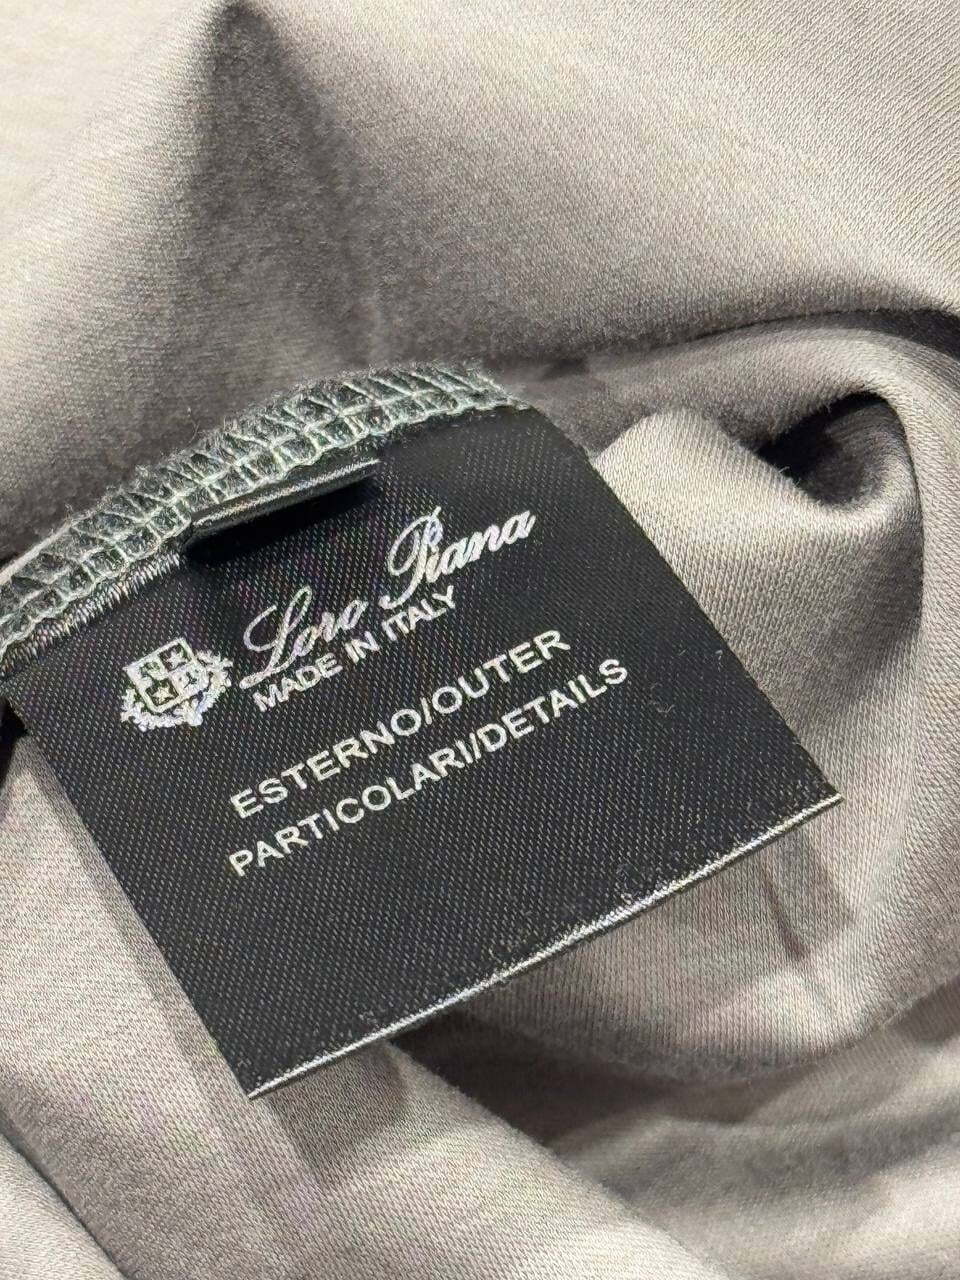 Loro Piana
MADE IN ITALY
ESTERNO/OUTER
PARTICOLARI/DETAILS